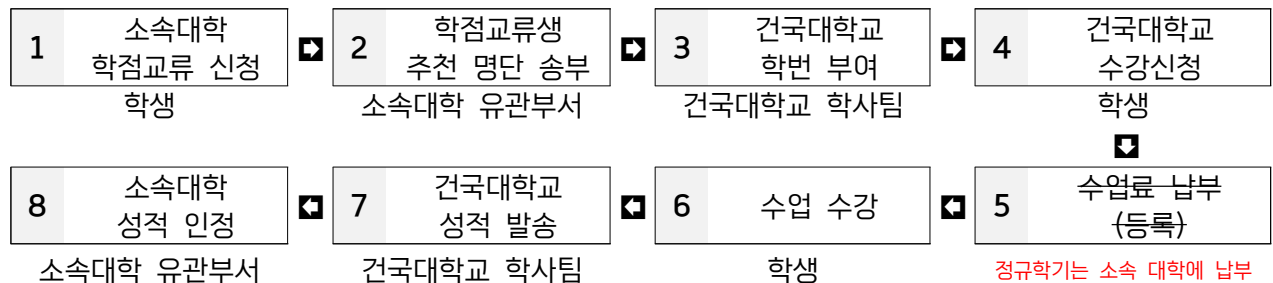 1
소속대학
학점교류 신청
학생
2
학점교류생
추천 명단 송부
소속대학 유관부서
3
건국대학교
학번 부여
건국대학교 학사팀
4
건국대학교
수강신청
학생
5
수업료 납부
(등록)
정규학기는 소속 대학에 납부
6
수업 수강
학생
7
건국대학교
성적 발송
건국대학교 학사팀
8
소속대학
성적 인정
소속대학 유관부서